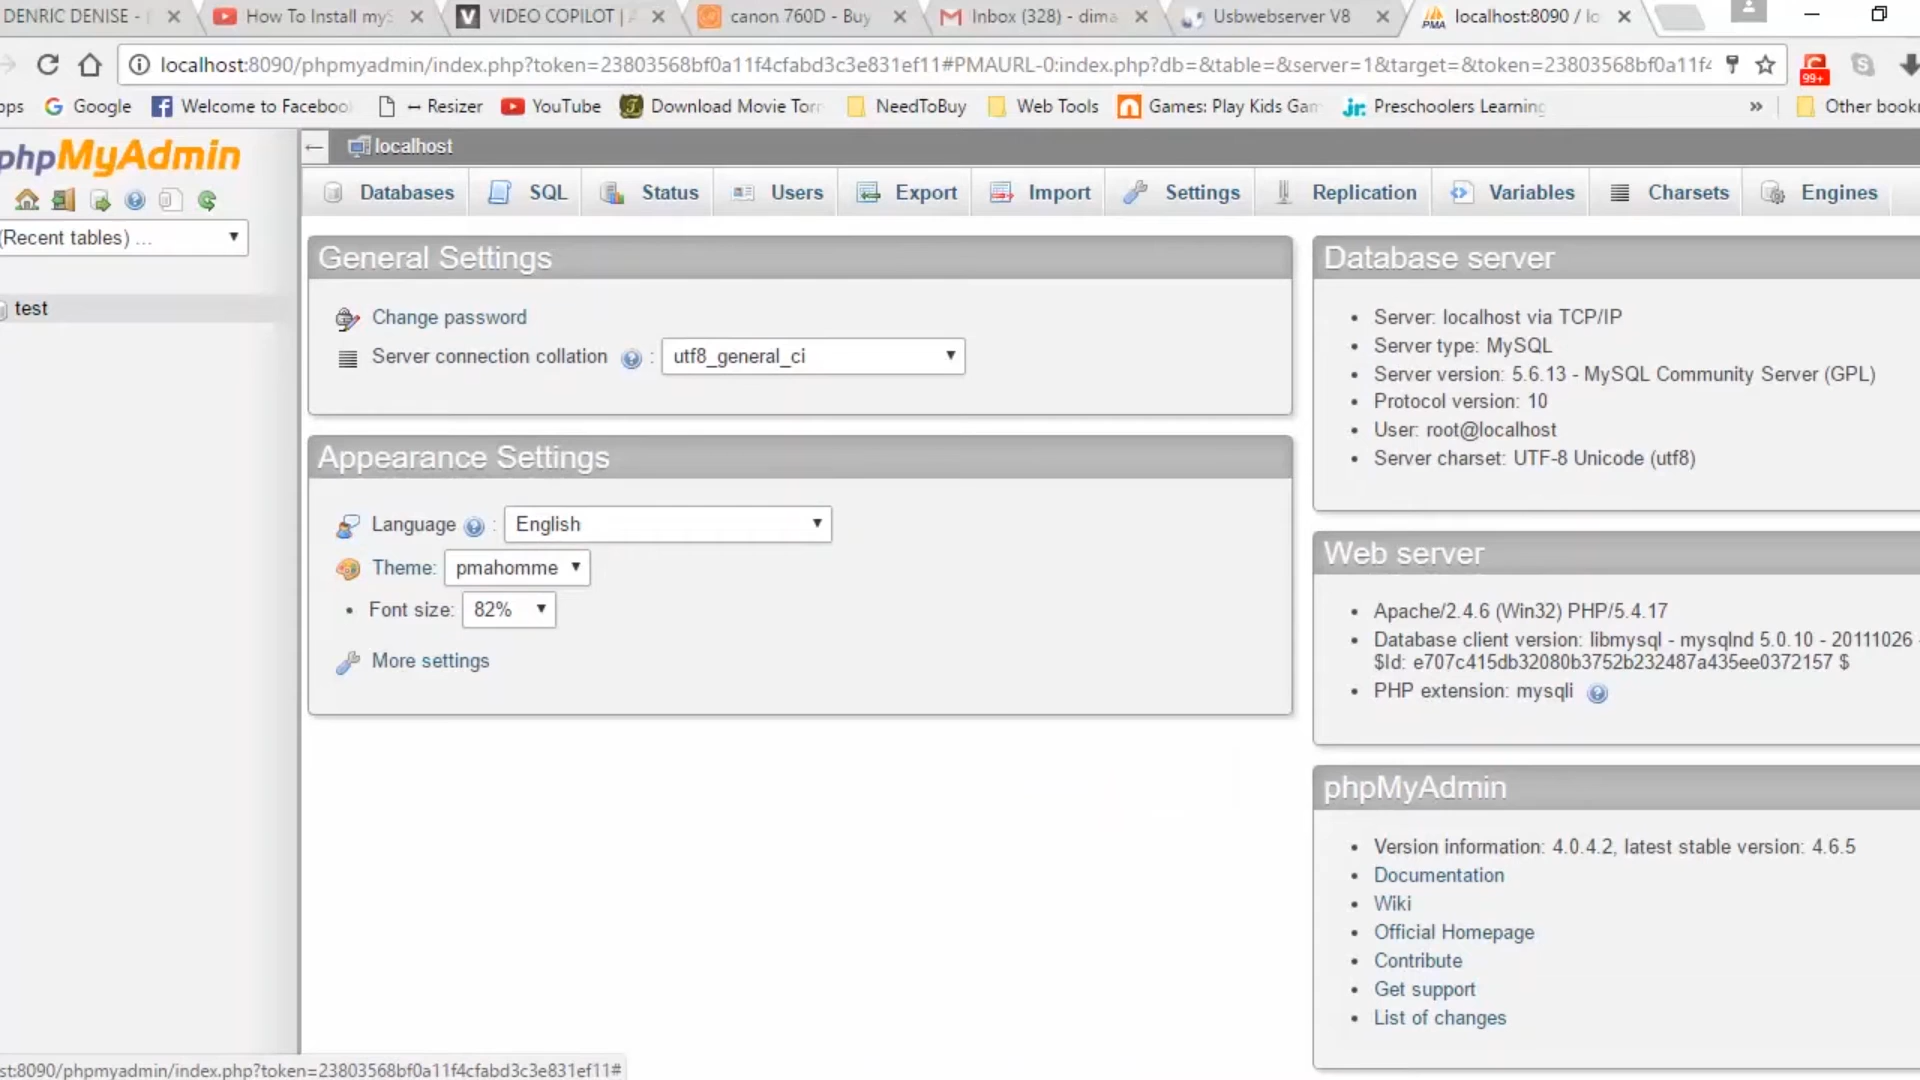 DENRIC DENISE -
How To Install myS
VIDEO COPILOT |
canon 760D - Buy
Inbox (328) - dima
Usbwebserver V8
localhost:8090 / lo
localhost:8090/phpmyadmin/index.php?token=23803568bf0a11f4cfabd3c3e831ef11#PMAURL-0:index.php?db=&table=&server=1&target=&token=23803568bf0a11f4
99+
ops
Google
Welcome to Facebook
↔ Resizer
YouTube
Download Movie Torr
NeedToBuy
Web Tools
Games: Play Kids Gam
jr. Preschoolers Learning
»
Other book
phpMyAdmin
← localhost
Databases
SQL
Status
Users
Export
Import
Settings
Replication
Variables
Charsets
Engines
(Recent tables) ...
test
General Settings
Change password
Server connection collation : utf8_general_ci
Appearance Settings
Language : English
Theme: pmahomme
• Font size: 82%
More settings
Database server
• Server: localhost via TCP/IP
• Server type: MySQL
• Server version: 5.6.13 - MySQL Community Server (GPL)
• Protocol version: 10
• User: root@localhost
• Server charset: UTF-8 Unicode (utf8)
Web server
• Apache/2.4.6 (Win32) PHP/5.4.17
• Database client version: libmysql - mysqlnd 5.0.10 - 20111026 -
$Id: e707c415db32080b3752b232487a435ee0372157 $
• PHP extension: mysqli
phpMyAdmin
• Version information: 4.0.4.2, latest stable version: 4.6.5
• Documentation
• Wiki
• Official Homepage
• Contribute
• Get support
• List of changes
st:8090/phpmyadmin/index.php?token=23803568bf0a11f4cfabd3c3e831ef11#